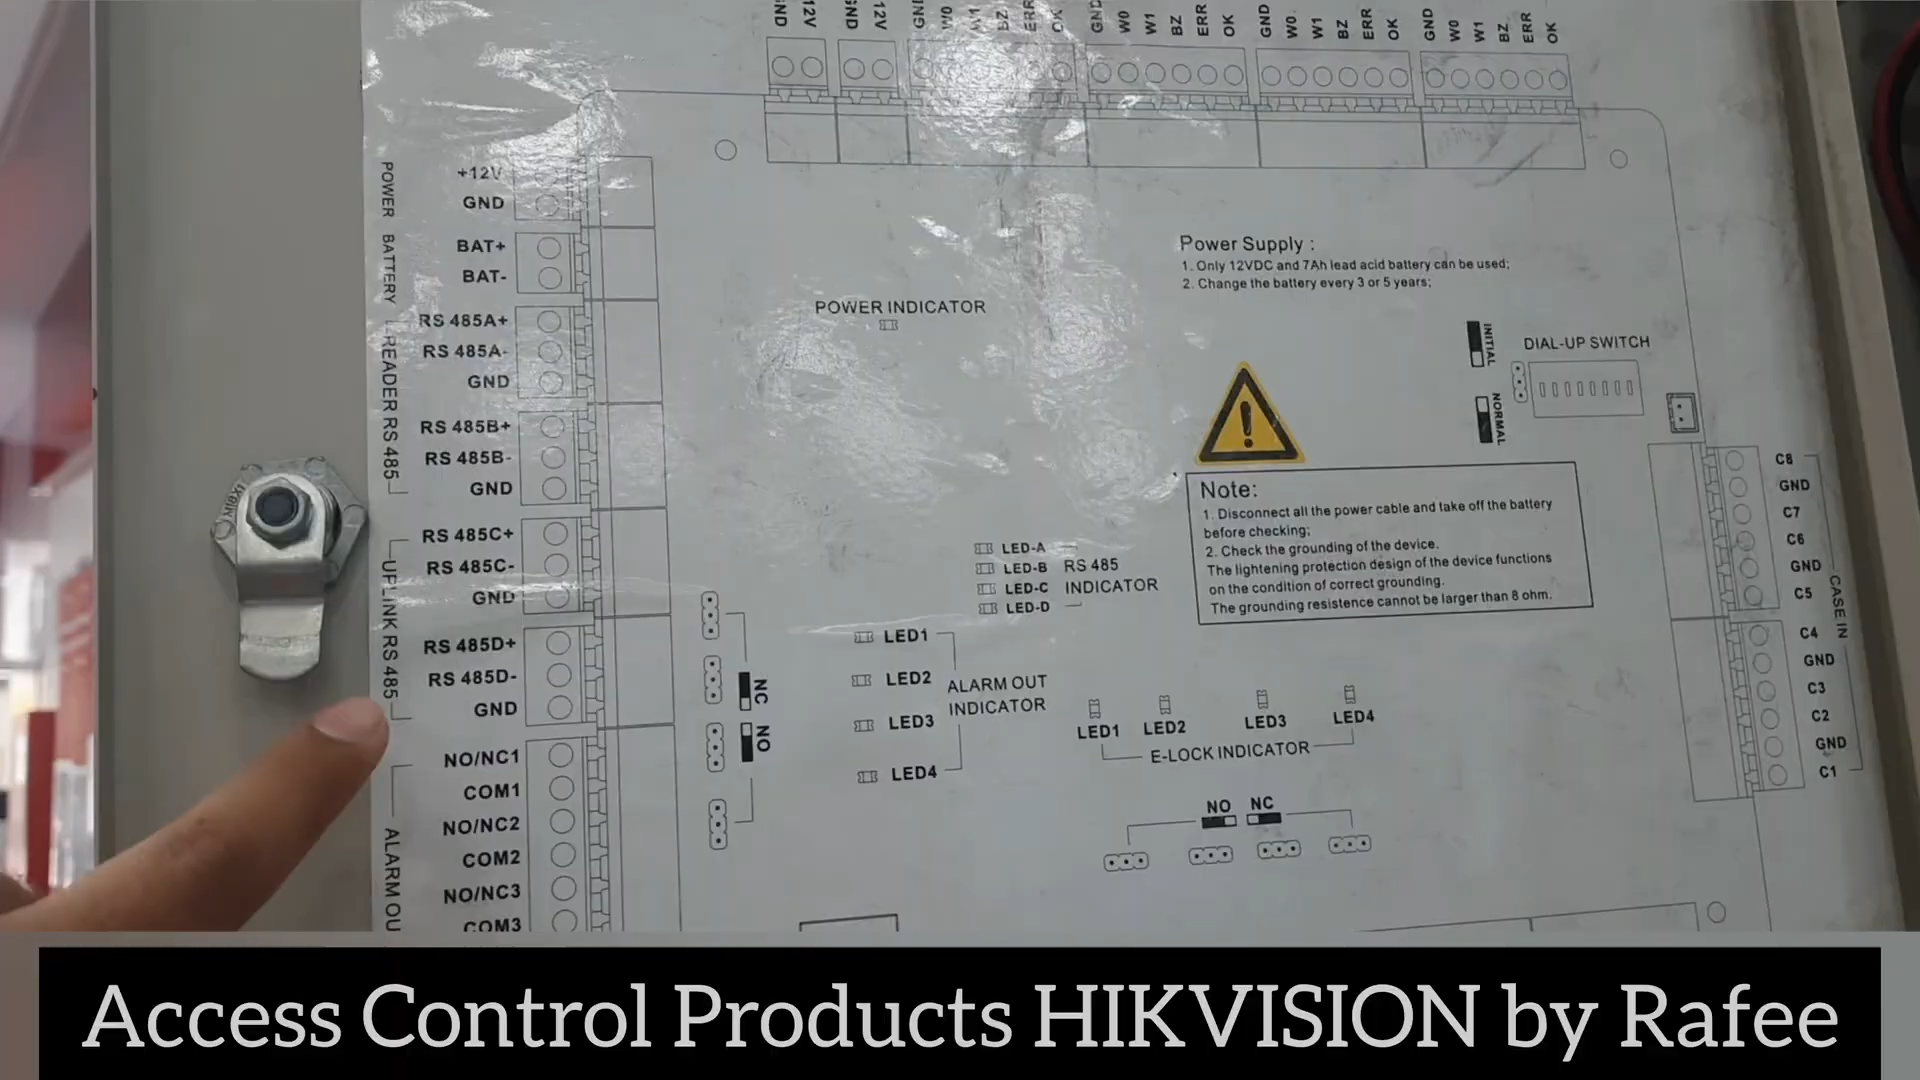 GND
12V
GND
12V
GND
W0
W1
BZ
ERR
OK
GND
W0
W1
BZ
ERR
OK
GND
W0
W1
BZ
ERR
OK
GND
W0
W1
BZ
ERR
OK
POWER
+12V
GND
BATTERY
BAT+
BAT-
READER RS 485
RS 485A+
RS 485A-
GND
RS 485B+
RS 485B-
GND
UPLINK RS 485
RS 485C+
RS 485C-
GND
RS 485D+
RS 485D-
GND
ALARM OU
NO/NC1
COM1
NO/NC2
COM2
NO/NC3
COM3
M18X1
POWER INDICATOR
Power Supply :
1. Only 12VDC and 7Ah lead acid battery can be used;
2. Change the battery every 3 or 5 years;
INITIAL
NORMAL
DIAL-UP SWITCH
Note:
1. Disconnect all the power cable and take off the battery
before checking;
2. Check the grounding of the device.
The lightening protection design of the device functions
on the condition of correct grounding.
The grounding resistence cannot be larger than 8 ohm.
LED-A
LED-B
LED-C
LED-D
RS 485
INDICATOR
NC
NO
LED1
LED2
LED3
LED4
ALARM OUT
INDICATOR
LED1
LED2
LED3
LED4
E-LOCK INDICATOR
NO
NC
C8
GND
C7
C6
GND
C5
C4
GND
C3
C2
GND
C1
CASE IN
Access Control Products HIKVISION by Rafee